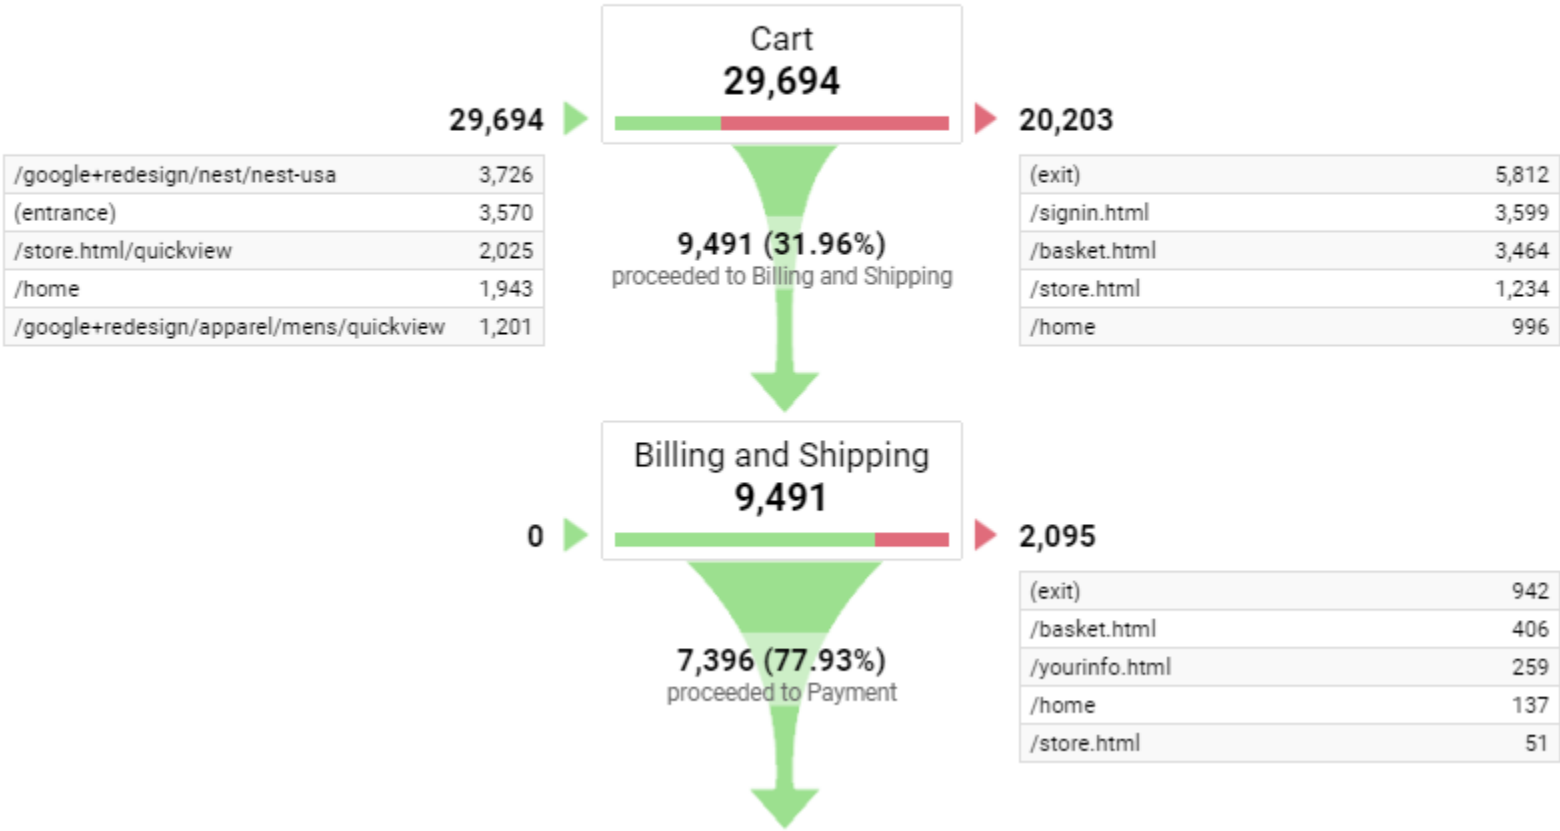 Cart
29,694
29,694
20,203
/google+redesign/nest/nest-usa 3,726
(entrance) 3,570
/store.html/quickview 2,025
/home 1,943
/google+redesign/apparel/mens/quickview 1,201
(exit) 5,812
/signin.html 3,599
/basket.html 3,464
/store.html 1,234
/home 996
9,491 (31.96%)
proceeded to Billing and Shipping
Billing and Shipping
9,491
0
2,095
(exit) 942
/basket.html 406
/yourinfo.html 259
/home 137
/store.html 51
7,396 (77.93%)
proceeded to Payment